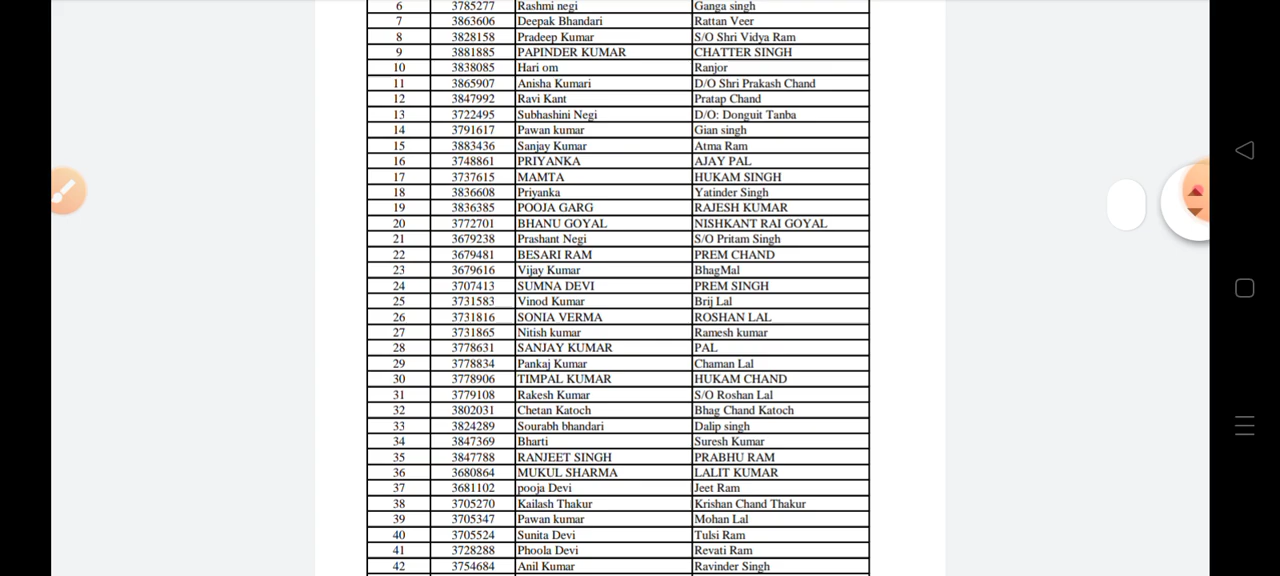 6 3785277 Rashmi negi Ganga singh
7 3863606 Deepak Bhandari Rattan Veer
8 3828158 Pradeep Kumar S/O Shri Vidya Ram
9 3881885 PAPINDER KUMAR CHATTER SINGH
10 3838085 Hari om Ranjor
11 3865907 Anisha Kumari D/O Shri Prakash Chand
12 3847992 Ravi Kant Pratap Chand
13 3722495 Subhashini Negi D/O: Donguit Tanba
14 3791617 Pawan kumar Gian singh
15 3883436 Sanjay Kumar Atma Ram
16 3748861 PRIYANKA AJAY PAL
17 3737615 MAMTA HUKAM SINGH
18 3836608 Priyanka Yatinder Singh
19 3836385 POOJA GARG RAJESH KUMAR
20 3772701 BHANU GOYAL NISHKANT RAI GOYAL
21 3679238 Prashant Negi S/O Pritam Singh
22 3679481 BESARI RAM PREM CHAND
23 3679616 Vijay Kumar BhagMal
24 3707413 SUMNA DEVI PREM SINGH
25 3731583 Vinod Kumar Brij Lal
26 3731816 SONIA VERMA ROSHAN LAL
27 3731865 Nitish kumar Ramesh kumar
28 3778631 SANJAY KUMAR PAL
29 3778834 Pankaj Kumar Chaman Lal
30 3778906 TIMPAL KUMAR HUKAM CHAND
31 3779108 Rakesh Kumar S/O Roshan Lal
32 3802031 Chetan Katoch Bhag Chand Katoch
33 3824289 Sourabh bhandari Dalip singh
34 3847369 Bharti Suresh Kumar
35 3847788 RANJEET SINGH PRABHU RAM
36 3680864 MUKUL SHARMA LALIT KUMAR
37 3681102 pooja Devi Jeet Ram
38 3705270 Kailash Thakur Krishan Chand Thakur
39 3705347 Pawan kumar Mohan Lal
40 3705524 Sunita Devi Tulsi Ram
41 3728288 Phoola Devi Revati Ram
42 3754684 Anil Kumar Ravinder Singh